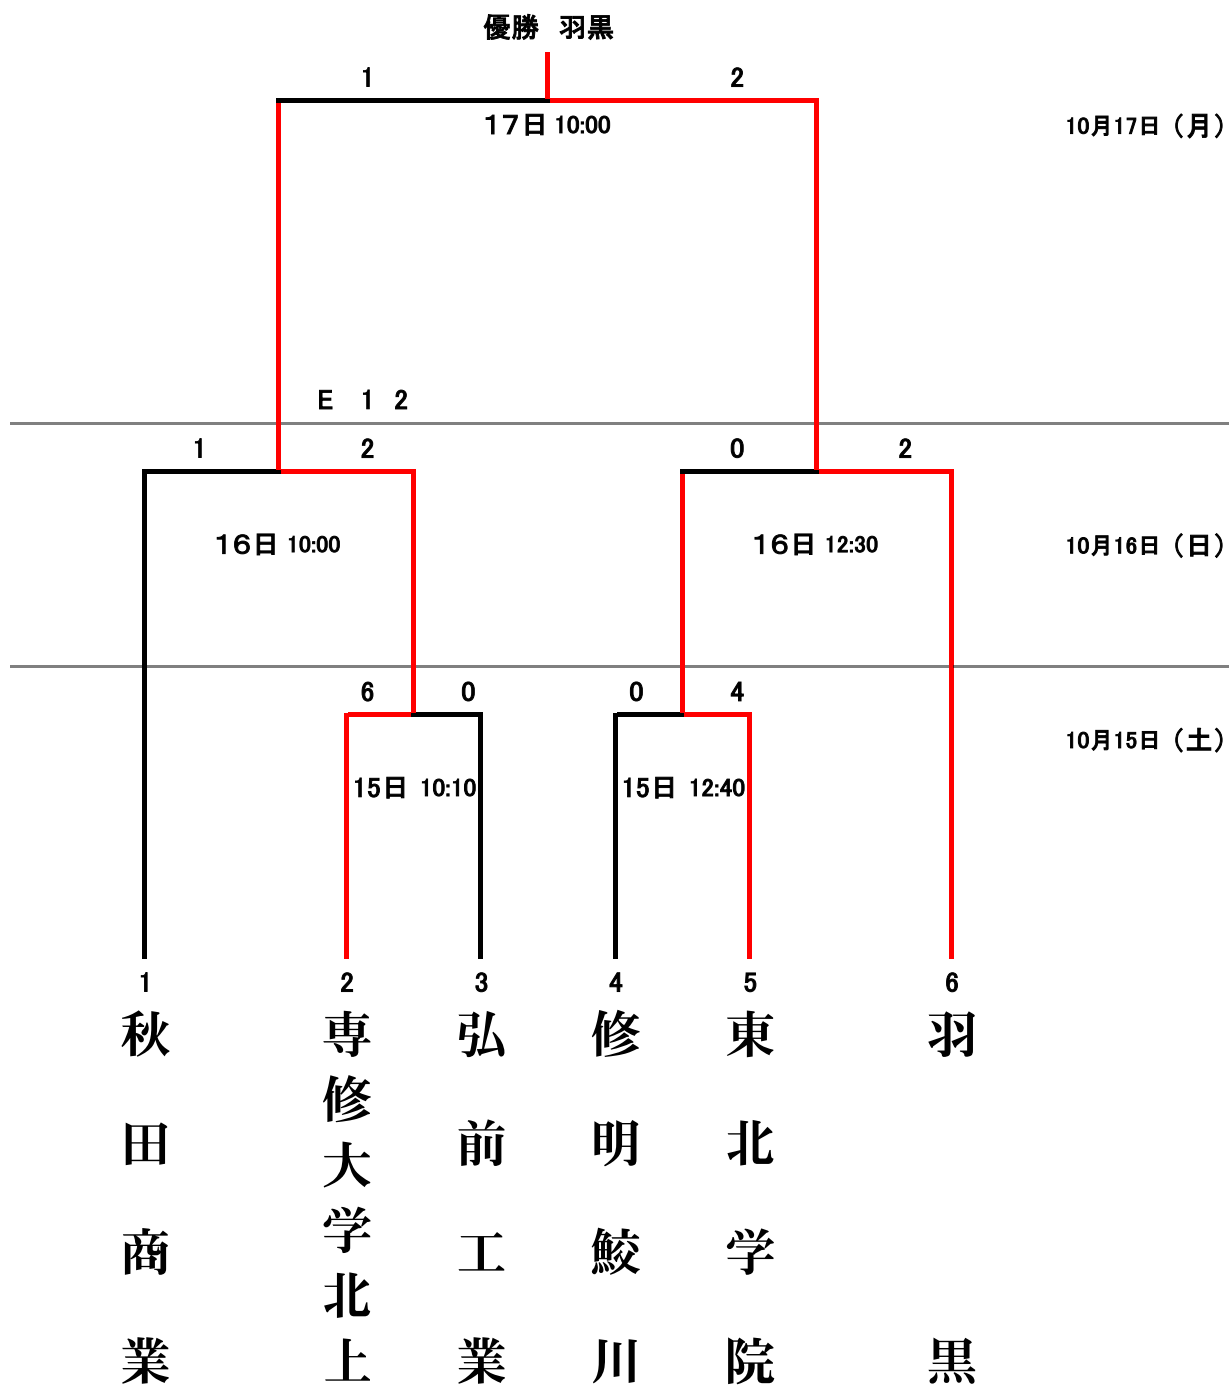 優勝　羽黒
1 2
１７日 10:00
10月17日（月）
E 1 2
1 2 0 2
１６日 10:00
１６日 12:30
10月16日（日）
6 0 0 4
10月15日（土）
15日 10:10
15日 12:40
1 2 3 4 5 6
秋田商業
専修大学北上
弘前工業
修明鮫川
東北学院
羽黒